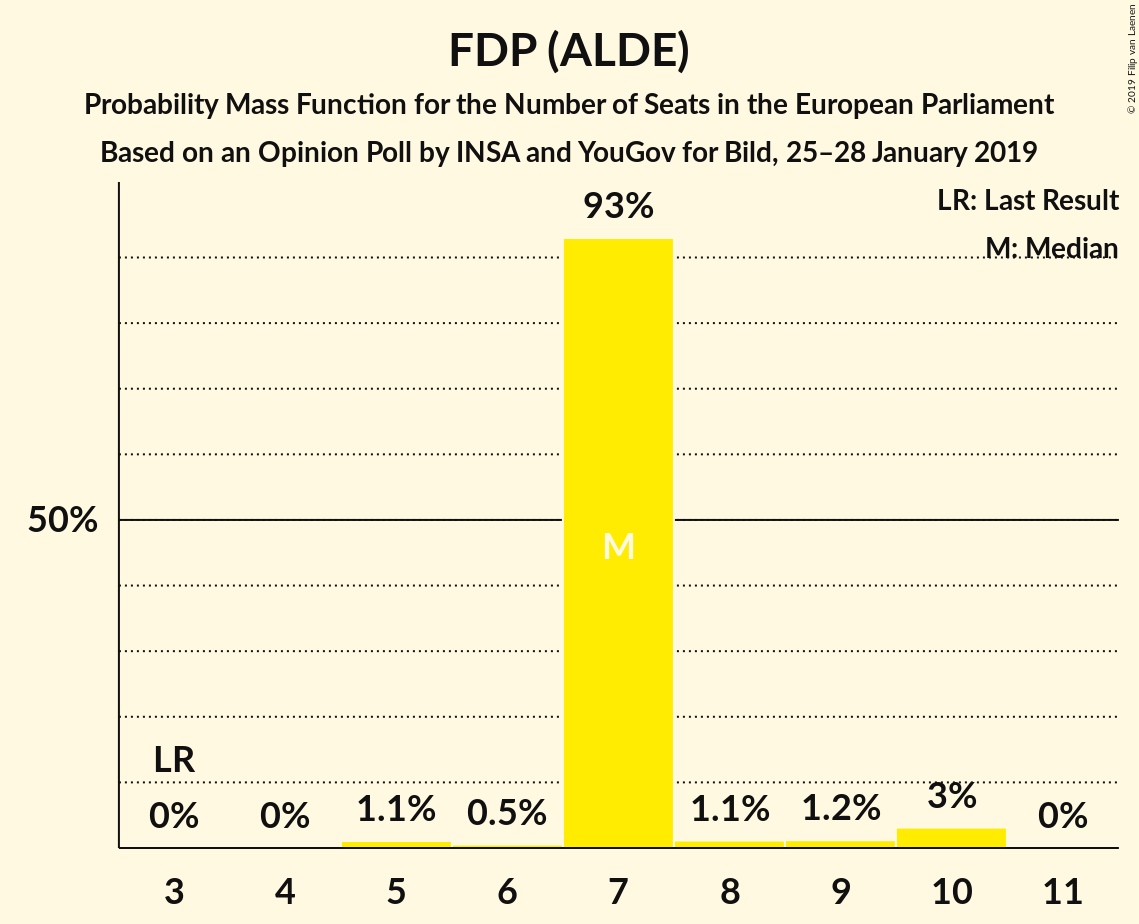 FDP (ALDE)
Probability Mass Function for the Number of Seats in the European Parliament
Based on an Opinion Poll by INSA and YouGov for Bild, 25–28 January 2019
© 2019 Filip van Laenen
LR: Last Result
M: Median
93%
50%
M
LR
0% 0% 1.1% 0.5% 1.1% 1.2% 3% 0%
3 4 5 6 7 8 9 10 11